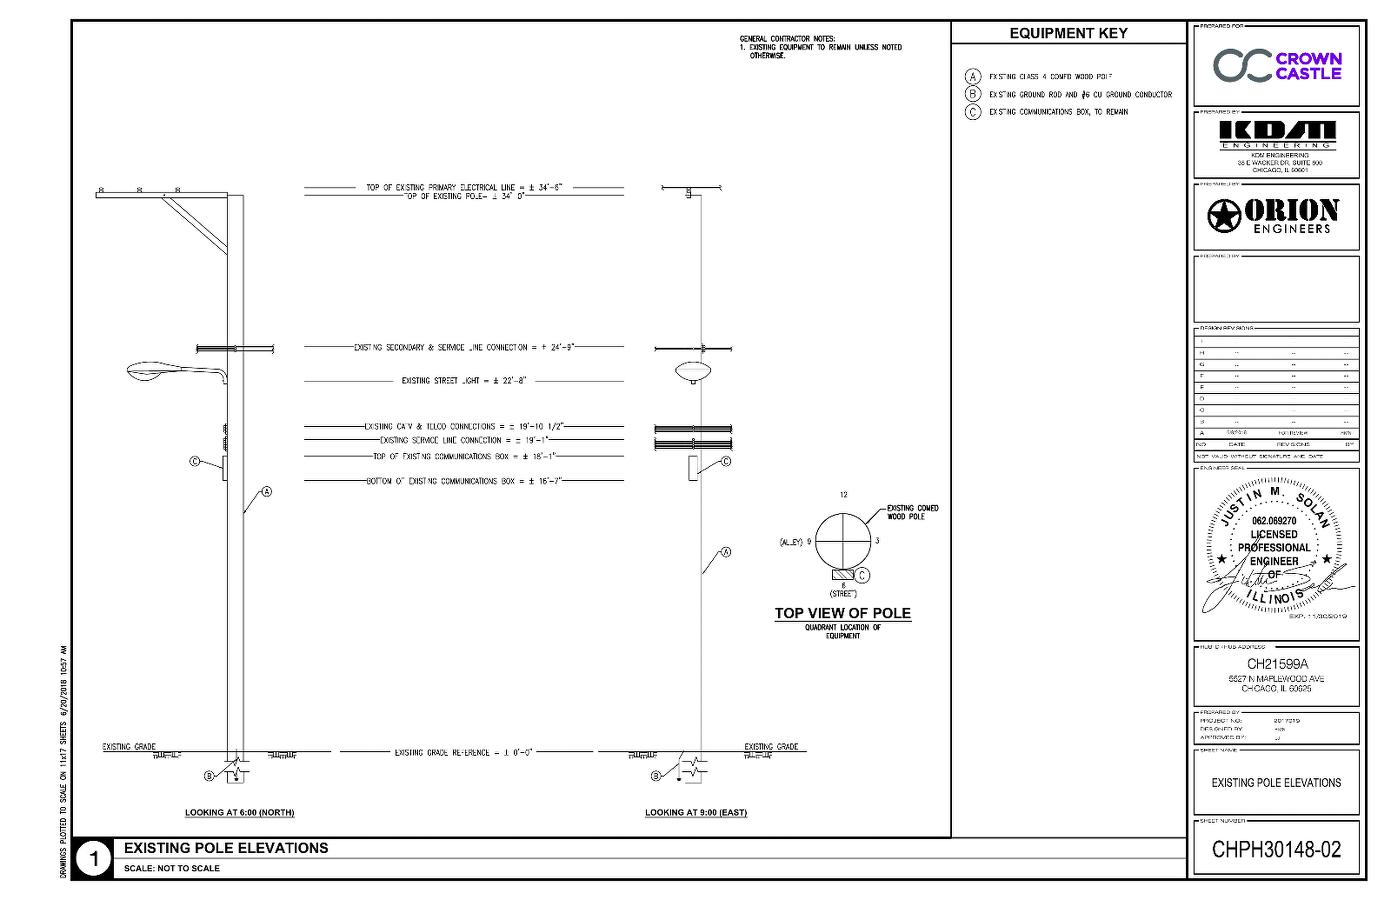 GENERAL CONTRACTOR NOTES:
1. EXISTING EQUIPMENT TO REMAIN UNLESS NOTED
OTHERWISE.
TOP OF EXISTING PRIMARY ELECTRICAL LINE = ± 34'-6"
TOP OF EXISTING POLE= ± 34' 0"
EXISTING SECONDARY & SERVICE LINE CONNECTION = ± 24'-9"
EXISTING STREET LIGHT = ± 22'-8"
EXISTING CATV & TELCO CONNECTIONS = ± 19'-10 1/2"
EXISTING SERVICE LINE CONNECTION = ± 19'-1"
TOP OF EXISTING COMMUNICATIONS BOX = ± 18'-1"
BOTTOM OF EXISTING COMMUNICATIONS BOX = ± 16'-7"
C
A
C
A
12
EXISTING COMED
WOOD POLE
(ALLEY) 9
3
C
6
(STREET)
TOP VIEW OF POLE
QUADRANT LOCATION OF
EQUIPMENT
EXISTING GRADE
EXISTING GRADE REFERENCE = ± 0'-0"
EXISTING GRADE
B
B
LOOKING AT 6:00 (NORTH)
LOOKING AT 9:00 (EAST)
1
EXISTING POLE ELEVATIONS
SCALE: NOT TO SCALE
DRAWINGS PLOTTED TO SCALE ON 11x17 SHEETS 6/20/2018 10:57 AM
EQUIPMENT KEY
A EXISTING CLASS 4 COMED WOOD POLE
B EXISTING GROUND ROD AND #6 CU GROUND CONDUCTOR
C EXISTING COMMUNICATIONS BOX, TO REMAIN
PREPARED FOR
CROWN
CASTLE
PREPARED BY
KDM
ENGINEERING
KDM ENGINEERING
35 E WACKER DR. SUITE 800
CHICAGO, IL 60601
PREPARED BY
ORION
ENGINEERS
PREPARED BY
DESIGN REVISIONS
I
H -- -- --
G -- -- --
F -- -- --
E -- -- --
D
C
B
A FOR REVIEW
NO DATE REVISIONS BY
NOT VALID WITHOUT SIGNATURE AND DATE
ENGINEER SEAL
JUSTIN M. SOLAN
062.069270
LICENSED
PROFESSIONAL
ENGINEER
OF
ILLINOIS
EXP. 11/30/2019
HUB ID / HUB ADDRESS
CH21599A
5527 N MAPLEWOOD AVE
CHICAGO, IL 60625
PREPARED BY
PROJECT NO:
DESIGNED BY:
APPROVED BY:
SHEET NAME
EXISTING POLE ELEVATIONS
SHEET NUMBER
CHPH30148-02